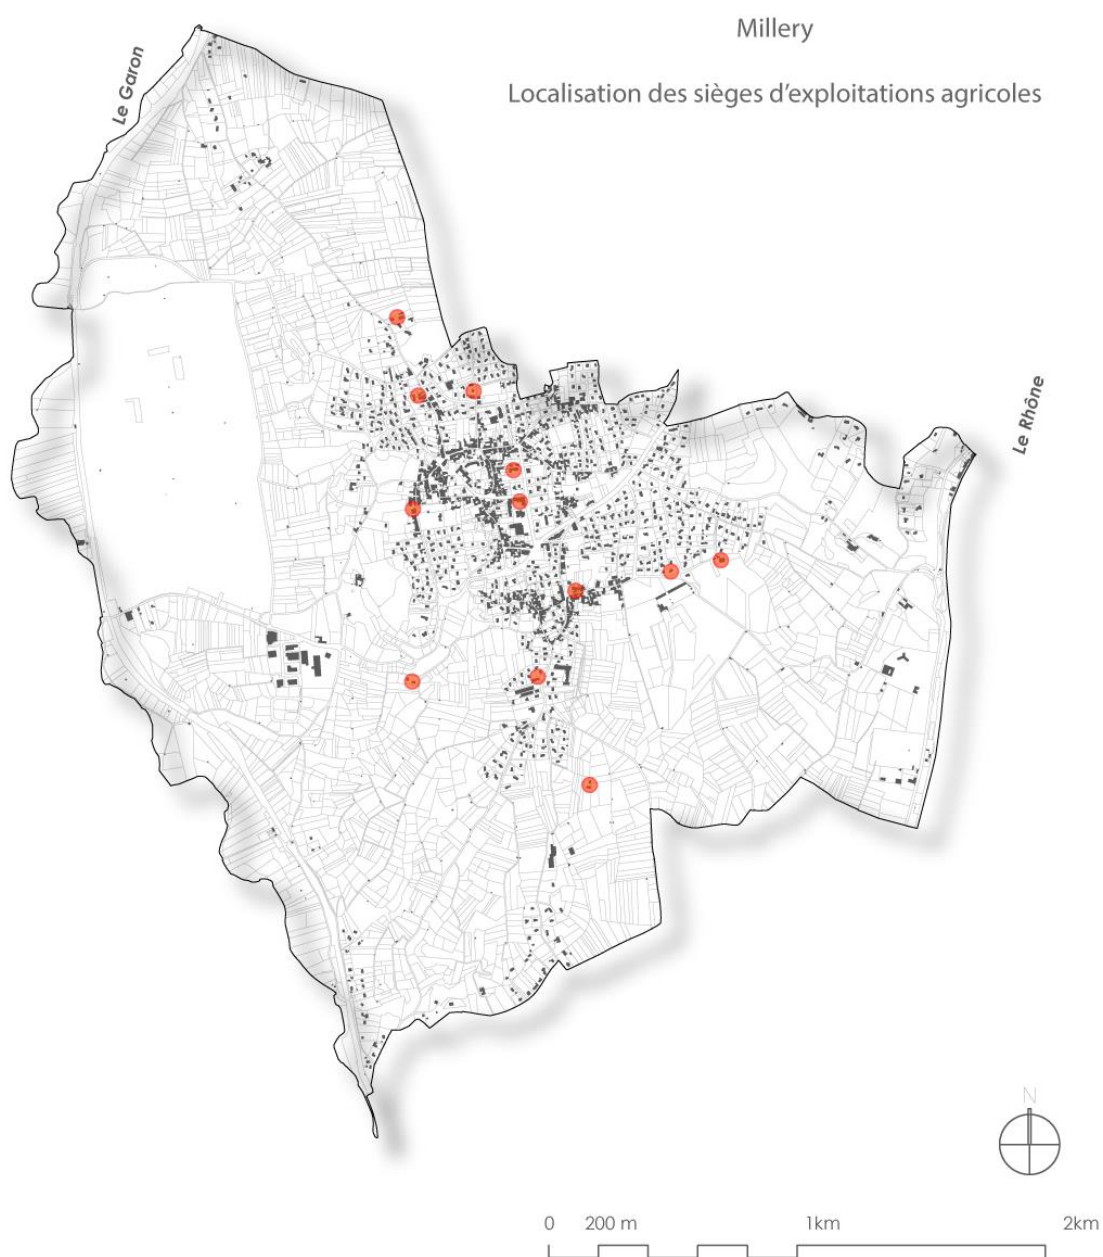 Millery
Localisation des sièges d'exploitations agricoles
Le Garon
Le Rhône
N
0 200 m 1km 2km